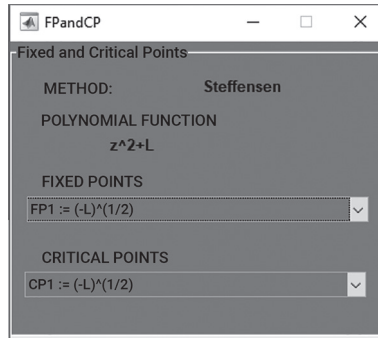 FPandCP
Fixed and Critical Points
METHOD: Steffensen
POLYNOMIAL FUNCTION
z^2+L
FIXED POINTS
FP1 := (-L)^(1/2)
CRITICAL POINTS
CP1 := (-L)^(1/2)